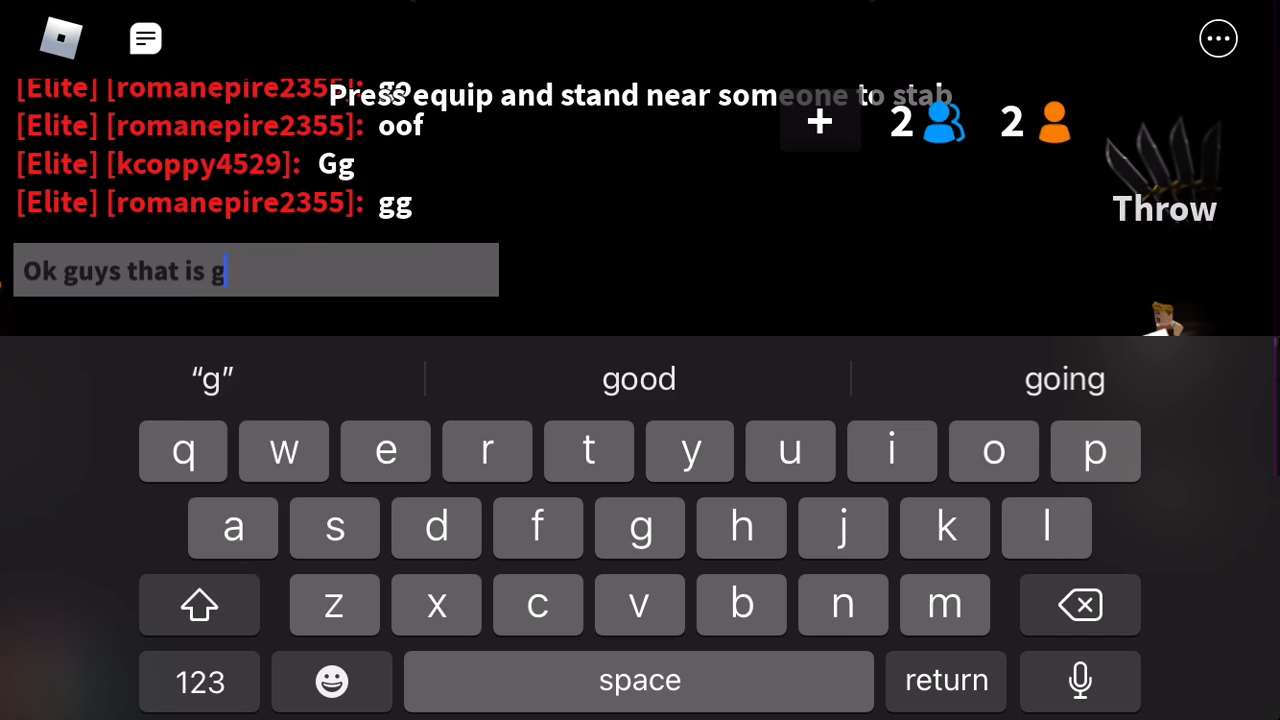 [Elite] [romanepire2355]: go
Press equip and stand near someone to stab
[Elite] [romanepire2355]: oof
+ 2 2
[Elite] [kcoppy4529]: Gg
[Elite] [romanepire2355]: gg
Throw
Ok guys that is g
“g” good going
q w e r t y u i o p
a s d f g h j k l
z x c v b n m
123 space return